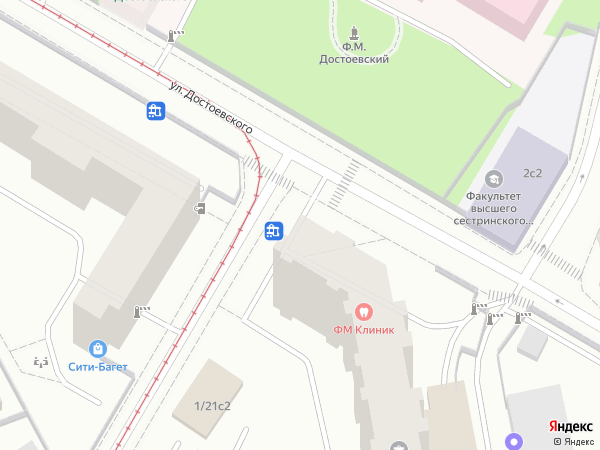 Ф.М.
Достоевский
ул. Достоевского
2с2
Факультет
высшего
сестринского...
ФМ Клиник
Сити-Багет
1/21с2
Яндекс
© Яндекс